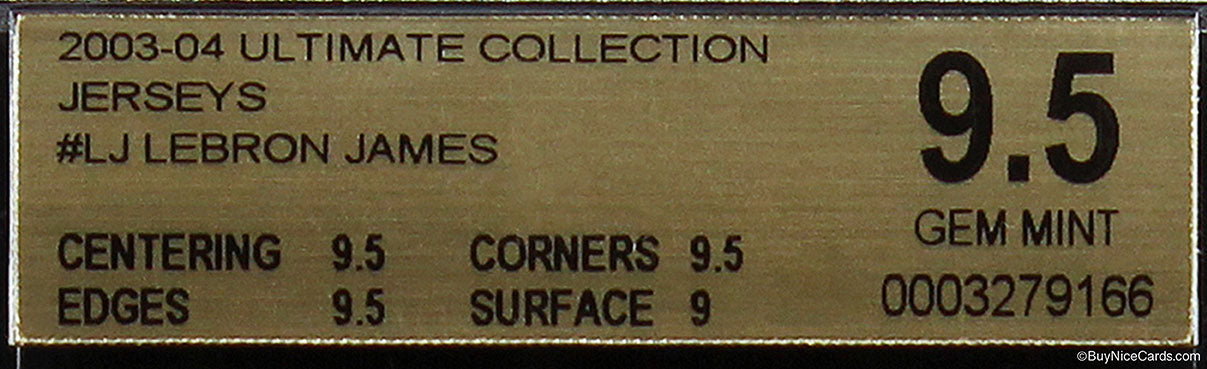 2003-04 ULTIMATE COLLECTION
JERSEYS
#LJ LEBRON JAMES
9.5
GEM MINT
0003279166
CENTERING 9.5 CORNERS 9.5
EDGES 9.5 SURFACE 9
©BuyNiceCards.com